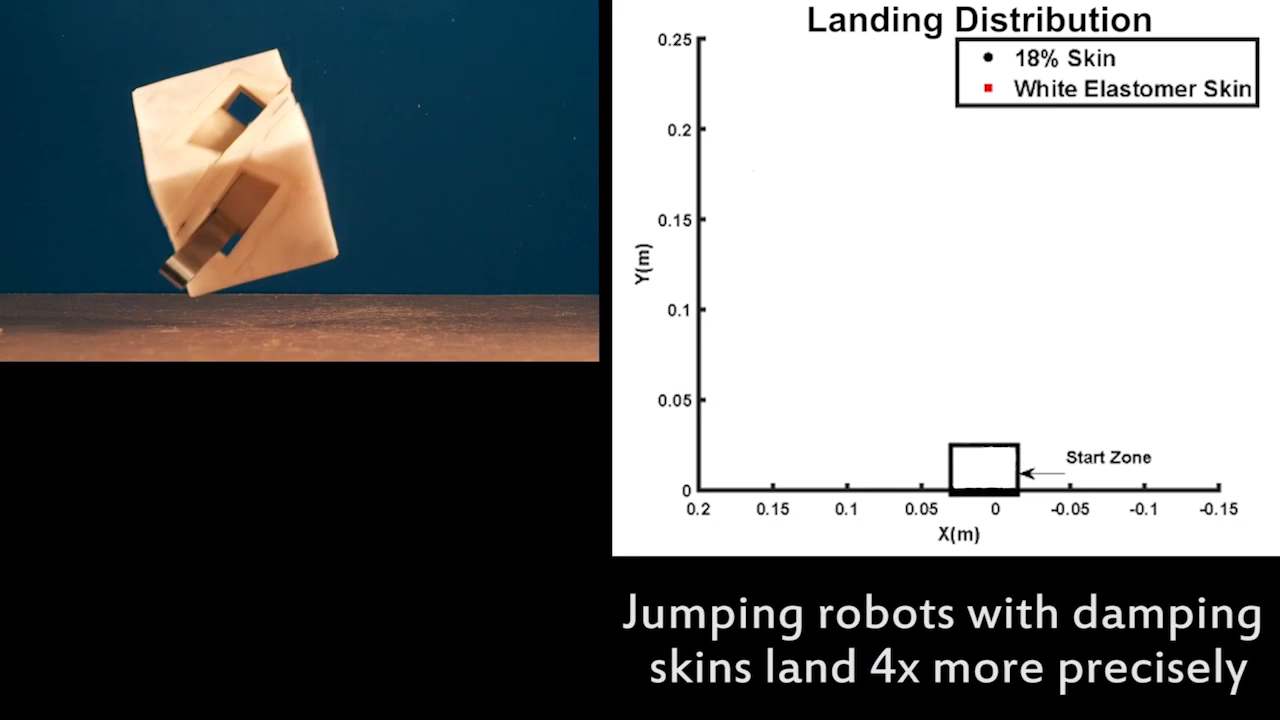 Landing Distribution
18% Skin
White Elastomer Skin
0.25
0.2
0.15
0.1
0.05
0
Y(m)
Start Zone
0.2 0.15 0.1 0.05 0 -0.05 -0.1 -0.15
X(m)
Jumping robots with damping
skins land 4x more precisely